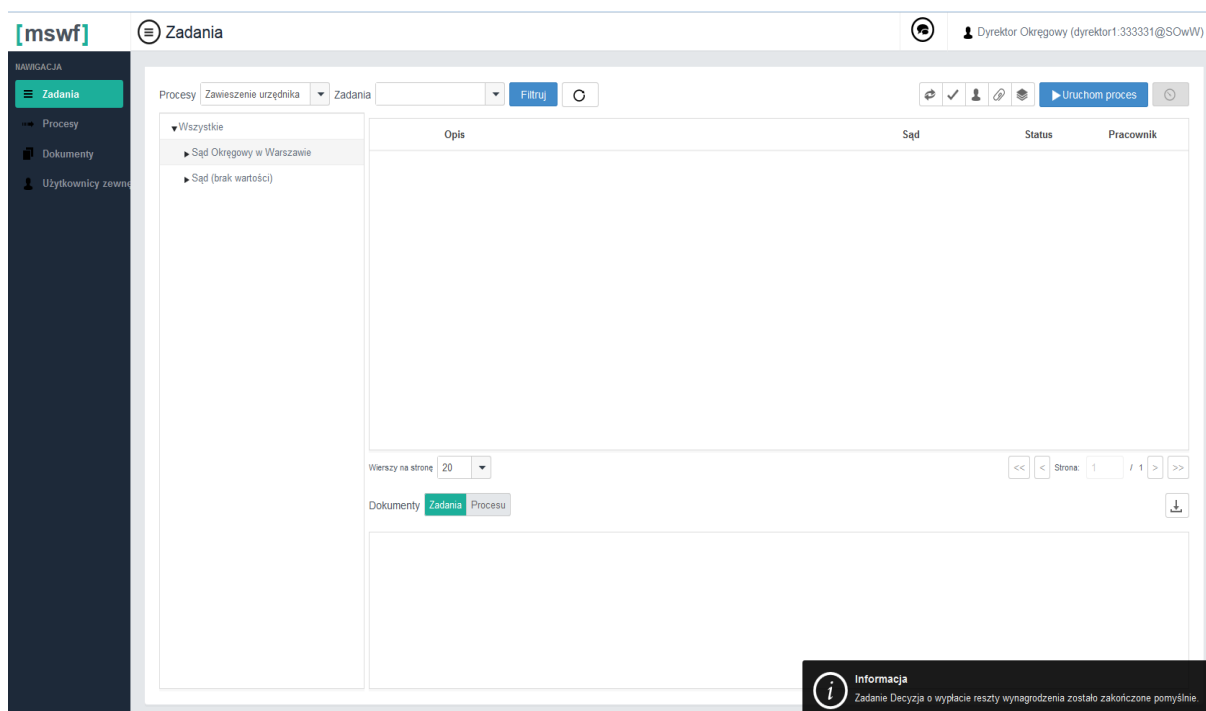 [mswf]
Zadania
Dyrektor Okręgowy (dyrektor1:333331@SOwW)
NAWIGACJA
Zadania
Procesy
Dokumenty
Użytkownicy zewnę
Procesy Zawieszenie urzędnika Zadania Filtruj Uruchom proces
Wszystkie
Sąd Okręgowy w Warszawie
Sąd (brak wartości)
Opis Sąd Status Pracownik
Wierszy na stronę 20 << < Strona: 1 / 1 > >>
Dokumenty Zadania Procesu
Informacja
Zadanie Decyzja o wypłacie reszty wynagrodzenia zostało zakończone pomyślnie.